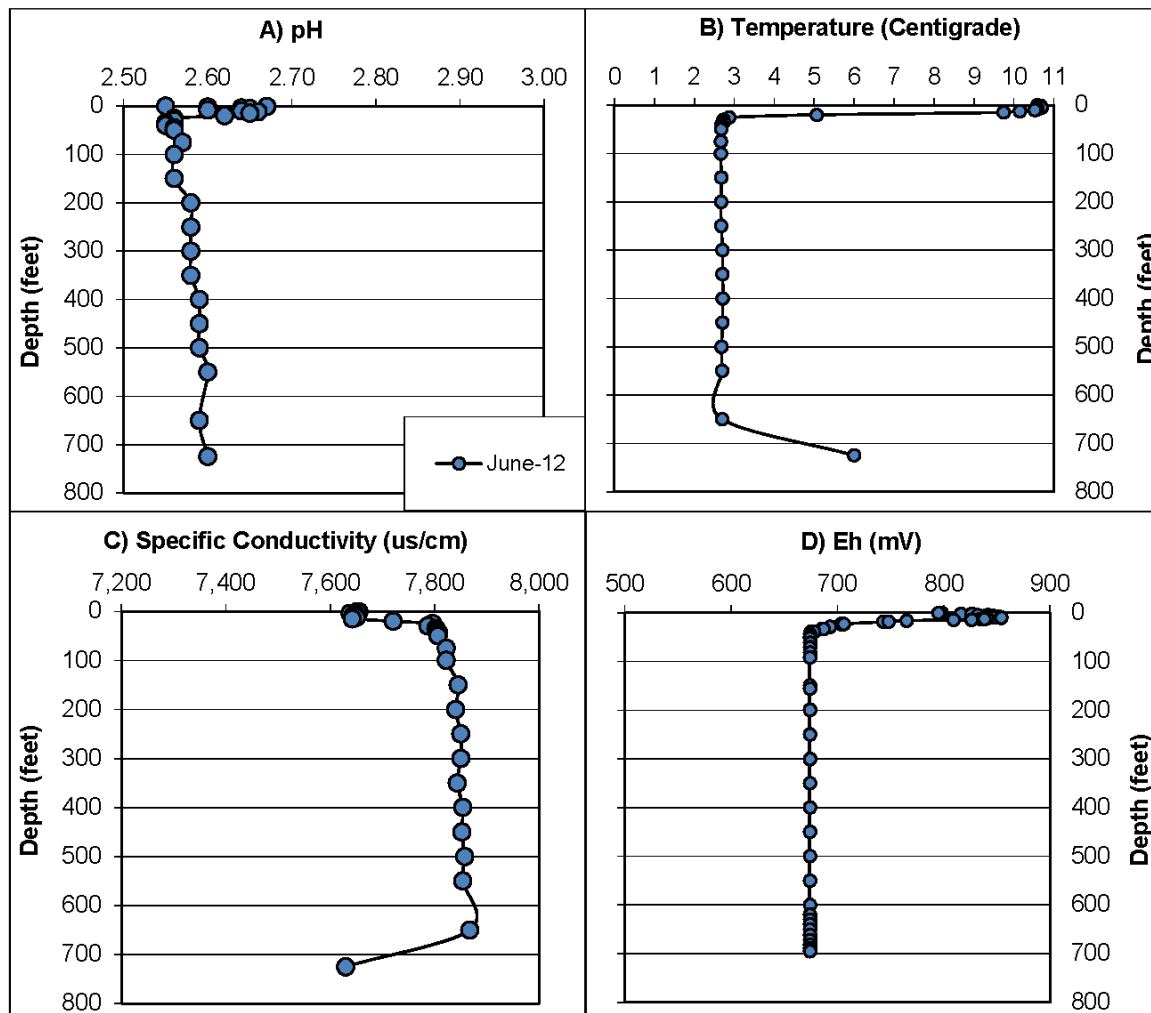 A) pH
2.50 2.60 2.70 2.80 2.90 3.00
0
100
200
300
400
500
600
700
800
Depth (feet)
June-12
B) Temperature (Centigrade)
0 1 2 3 4 5 6 7 8 9 10 11
0
100
200
300
400
500
600
700
800
Depth (feet)
C) Specific Conductivity (us/cm)
7,200 7,400 7,600 7,800 8,000
0
100
200
300
400
500
600
700
800
Depth (feet)
D) Eh (mV)
500 600 700 800 900
0
100
200
300
400
500
600
700
800
Depth (feet)